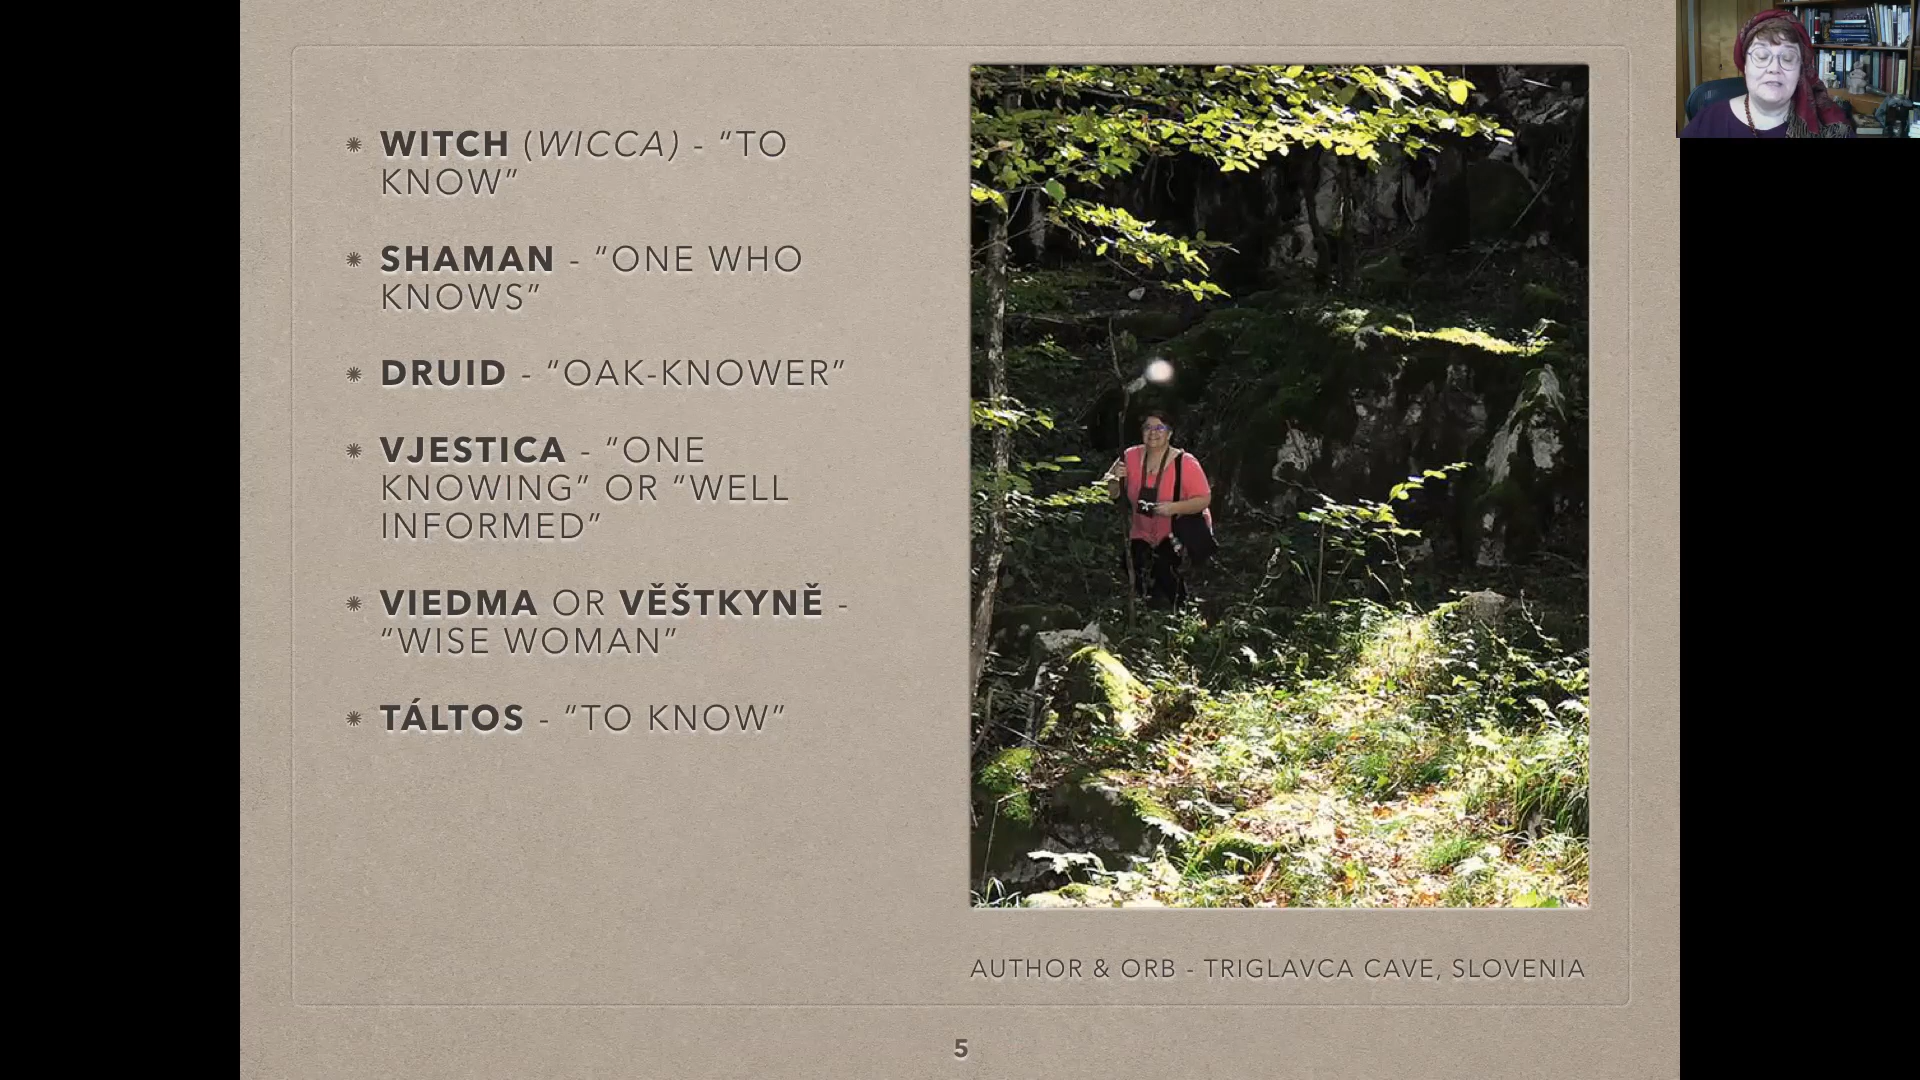 WITCH (WICCA) - “TO
KNOW”
SHAMAN - “ONE WHO
KNOWS”
DRUID - “OAK-KNOWER”
VJESTICA - “ONE
KNOWING” OR “WELL
INFORMED”
VIEDMA OR VĚŠTKYNĚ -
“WISE WOMAN”
TÁLTOS - “TO KNOW”
AUTHOR & ORB - TRIGLAVCA CAVE, SLOVENIA
5